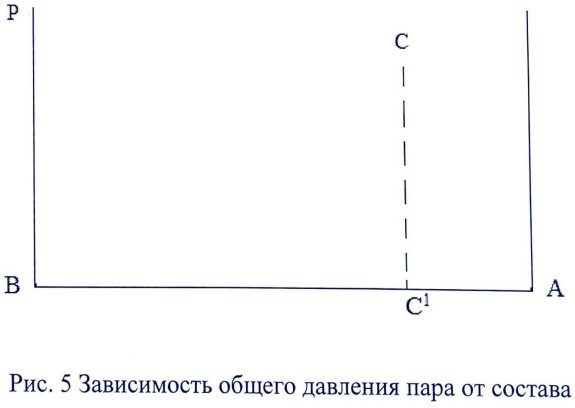 P
C
B
C¹
A
Рис. 5 Зависимость общего давления пара от состава